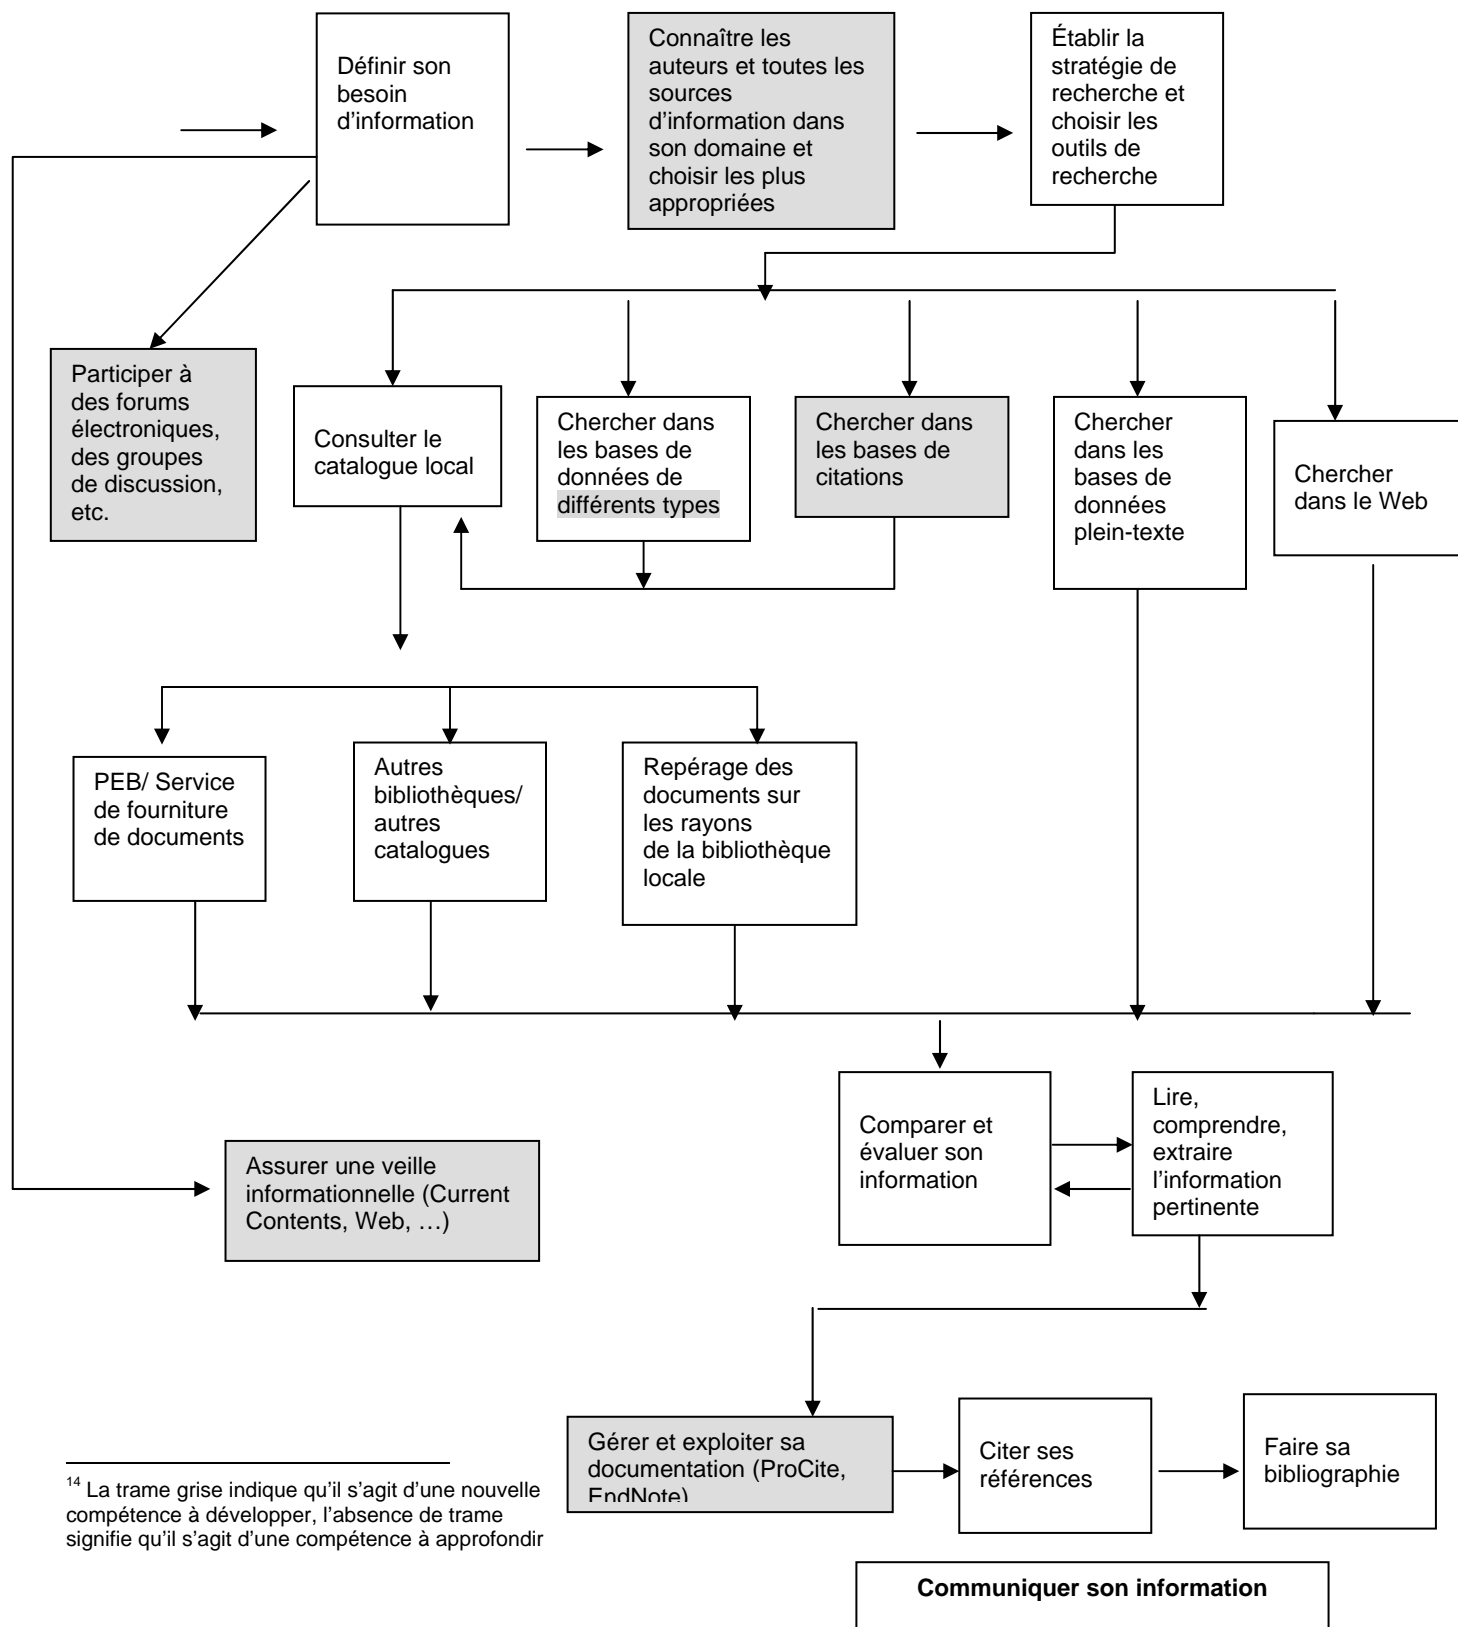 Définir son
besoin
d’information
Connaître les
auteurs et toutes les
sources
d’information dans
son domaine et
choisir les plus
appropriées
Établir la
stratégie de
recherche et
choisir les
outils de
recherche
Participer à
des forums
électroniques,
des groupes
de discussion,
etc.
Consulter le
catalogue local
Chercher dans
les bases de
données de
différents types
Chercher dans
les bases de
citations
Chercher
dans les
bases de
données
plein-texte
Chercher
dans le Web
PEB/ Service
de fourniture
de documents
Autres
bibliothèques/
autres
catalogues
Repérage des
documents sur
les rayons
de la bibliothèque
locale
Comparer et
évaluer son
information
Lire,
comprendre,
extraire
l’information
pertinente
Assurer une veille
informationnelle (Current
Contents, Web, …)
Gérer et exploiter sa
documentation (ProCite,
EndNote)
Citer ses
références
Faire sa
bibliographie
14 La trame grise indique qu’il s’agit d’une nouvelle
compétence à développer, l’absence de trame
signifie qu’il s’agit d’une compétence à approfondir
Communiquer son information